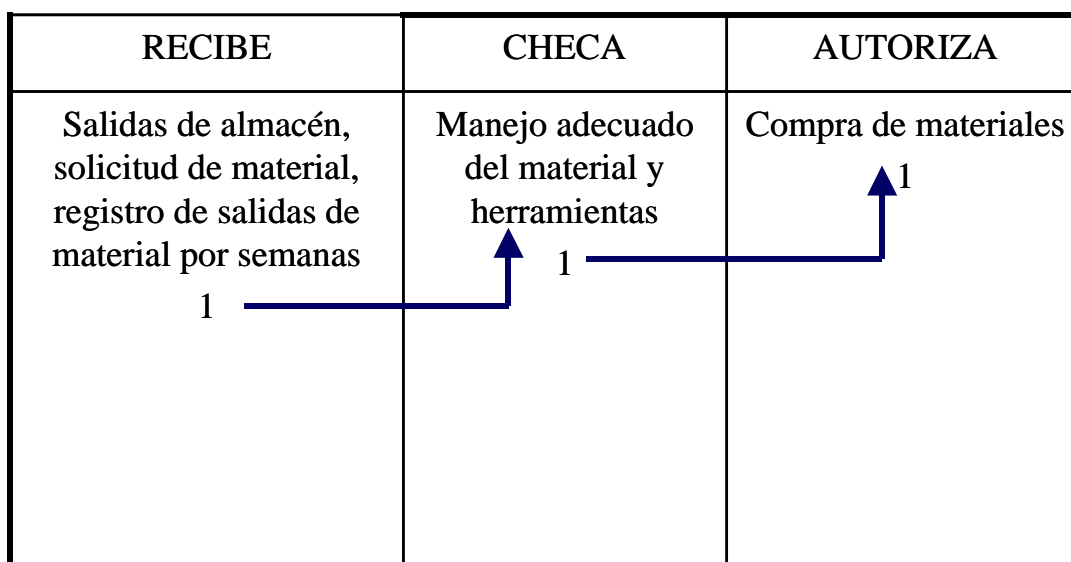 RECIBE
CHECA
AUTORIZA
Salidas de almacén,
solicitud de material,
registro de salidas de
material por semanas
1
Manejo adecuado
del material y
herramientas
1
Compra de materiales
1